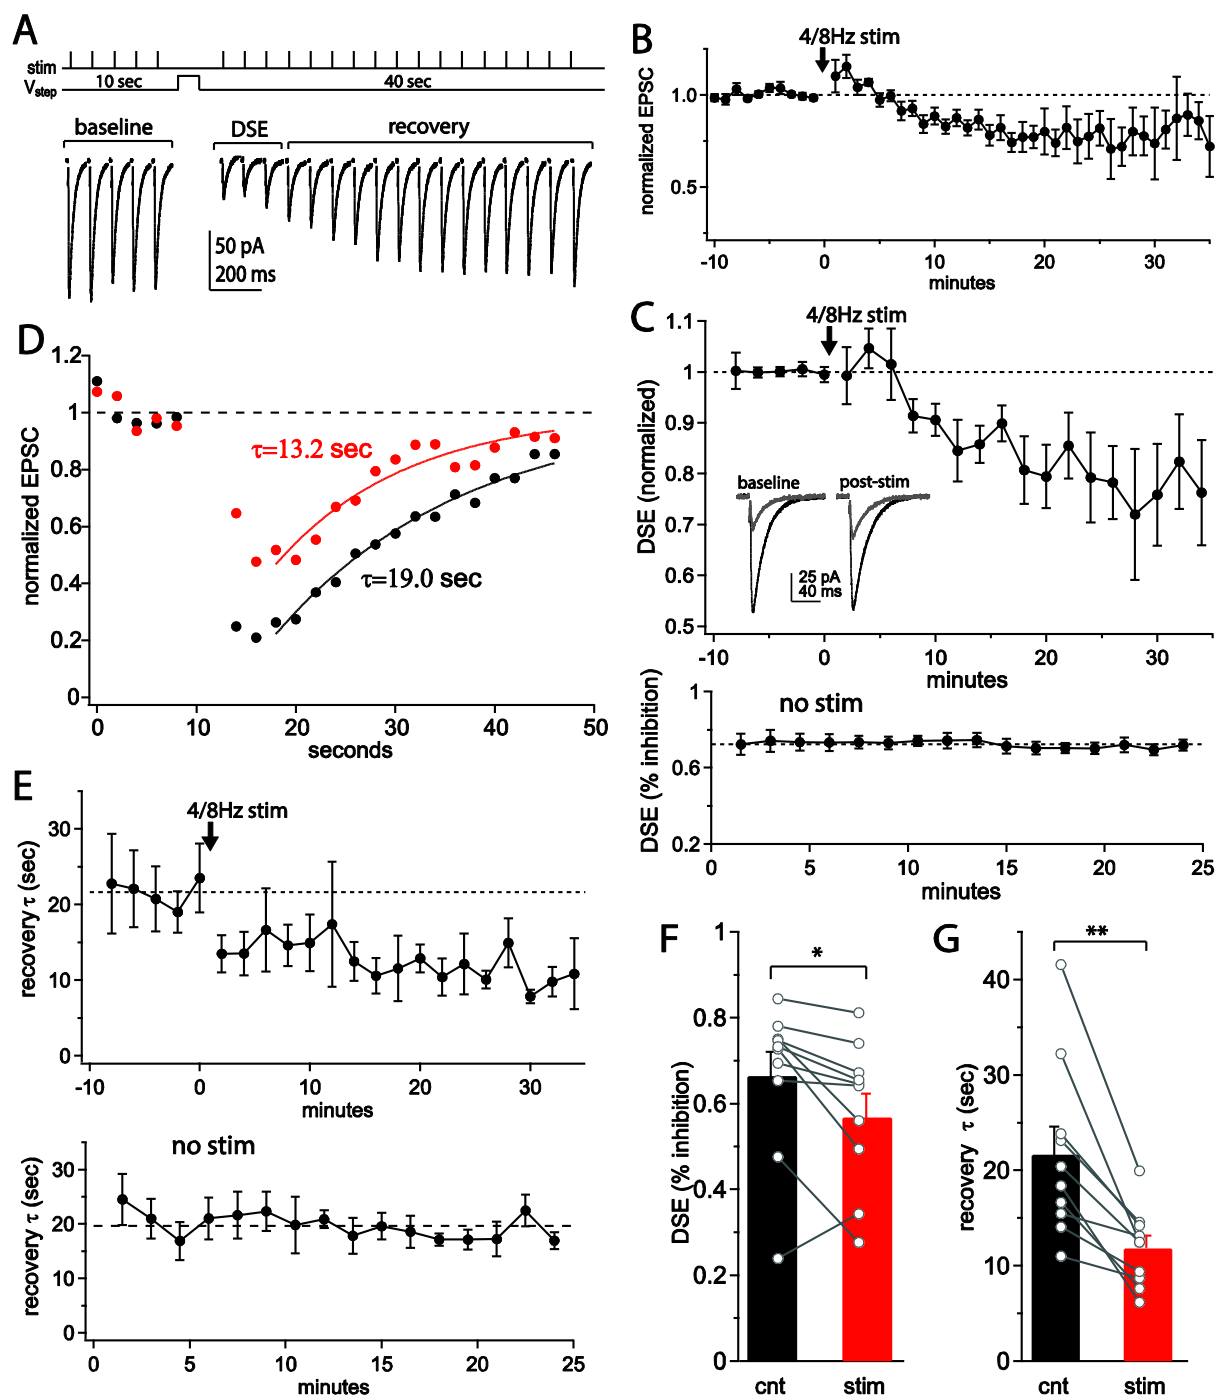 A
stim
10 sec
40 sec
Vstep
baseline
DSE
recovery
50 pA
200 ms
B
4/8Hz stim
normalized EPSC
1.0
0.5
-10
0
10
20
30
minutes
C
4/8Hz stim
DSE (normalized)
1.1
1
0.9
0.8
0.7
0.6
0.5
baseline
post-stim
25 pA
40 ms
-10
0
10
20
30
minutes
no stim
DSE (% inhibition)
1
0.6
0.2
0
5
10
15
20
25
minutes
D
normalized EPSC
1.2
1
0.8
0.6
0.4
0.2
0
τ=13.2 sec
τ=19.0 sec
0
10
20
30
40
50
seconds
E
4/8Hz stim
recovery τ (sec)
30
20
10
0
-10
0
10
20
30
minutes
no stim
recovery τ (sec)
30
20
10
0
0
5
10
15
20
25
minutes
F
*
DSE (% inhibition)
1
0.8
0.6
0.4
0.2
0
cnt
stim
G
**
recovery τ (sec)
40
30
20
10
0
cnt
stim